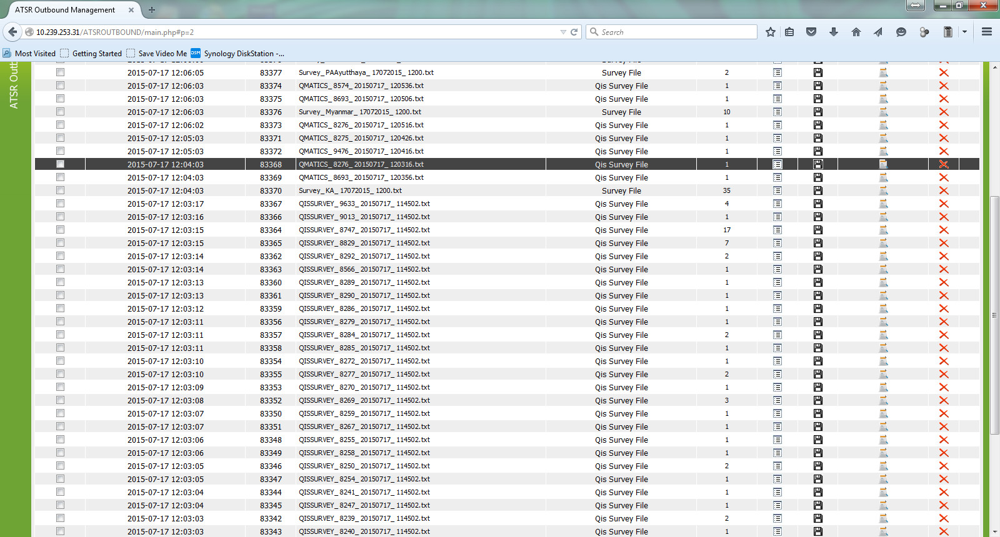 ATSR Outbound Management
10.239.253.31/ATSROUTBOUND/main.php#p=2
Search
Most Visited Getting Started Save Video Me DSM Synology DiskStation -...
ATSR Outb
2015-07-17 12:06:05 83377 Survey_PAAyutthaya_17072015_1200.txt Survey File 2
2015-07-17 12:06:03 83374 QMATICS_8574_20150717_120536.txt Qis Survey File 1
2015-07-17 12:06:03 83375 QMATICS_8693_20150717_120506.txt Qis Survey File 1
2015-07-17 12:06:03 83376 Survey_Myanmar_17072015_1200.txt Survey File 10
2015-07-17 12:06:02 83373 QMATICS_8276_20150717_120516.txt Qis Survey File 1
2015-07-17 12:05:03 83371 QMATICS_8275_20150717_120426.txt Qis Survey File 1
2015-07-17 12:05:03 83372 QMATICS_9476_20150717_120416.txt Qis Survey File 1
2015-07-17 12:04:03 83368 QMATICS_8276_20150717_120316.txt Qis Survey File 1
2015-07-17 12:04:03 83369 QMATICS_8693_20150717_120356.txt Qis Survey File 1
2015-07-17 12:04:03 83370 Survey_KA_17072015_1200.txt Survey File 35
2015-07-17 12:03:17 83367 QISSURVEY_9633_20150717_114502.txt Qis Survey File 4
2015-07-17 12:03:16 83366 QISSURVEY_9013_20150717_114502.txt Qis Survey File 1
2015-07-17 12:03:15 83364 QISSURVEY_8747_20150717_114502.txt Qis Survey File 17
2015-07-17 12:03:15 83365 QISSURVEY_8829_20150717_114502.txt Qis Survey File 7
2015-07-17 12:03:14 83362 QISSURVEY_8292_20150717_114502.txt Qis Survey File 2
2015-07-17 12:03:14 83363 QISSURVEY_8566_20150717_114502.txt Qis Survey File 1
2015-07-17 12:03:13 83360 QISSURVEY_8289_20150717_114502.txt Qis Survey File 1
2015-07-17 12:03:13 83361 QISSURVEY_8290_20150717_114502.txt Qis Survey File 1
2015-07-17 12:03:12 83359 QISSURVEY_8286_20150717_114502.txt Qis Survey File 1
2015-07-17 12:03:11 83356 QISSURVEY_8279_20150717_114502.txt Qis Survey File 1
2015-07-17 12:03:11 83357 QISSURVEY_8284_20150717_114502.txt Qis Survey File 2
2015-07-17 12:03:11 83358 QISSURVEY_8285_20150717_114502.txt Qis Survey File 1
2015-07-17 12:03:10 83354 QISSURVEY_8272_20150717_114502.txt Qis Survey File 1
2015-07-17 12:03:10 83355 QISSURVEY_8277_20150717_114502.txt Qis Survey File 2
2015-07-17 12:03:09 83353 QISSURVEY_8270_20150717_114502.txt Qis Survey File 1
2015-07-17 12:03:08 83352 QISSURVEY_8269_20150717_114502.txt Qis Survey File 3
2015-07-17 12:03:07 83350 QISSURVEY_8259_20150717_114502.txt Qis Survey File 1
2015-07-17 12:03:07 83351 QISSURVEY_8267_20150717_114502.txt Qis Survey File 1
2015-07-17 12:03:06 83348 QISSURVEY_8255_20150717_114502.txt Qis Survey File 1
2015-07-17 12:03:06 83349 QISSURVEY_8258_20150717_114502.txt Qis Survey File 1
2015-07-17 12:03:05 83346 QISSURVEY_8250_20150717_114502.txt Qis Survey File 2
2015-07-17 12:03:05 83347 QISSURVEY_8254_20150717_114502.txt Qis Survey File 1
2015-07-17 12:03:04 83344 QISSURVEY_8241_20150717_114502.txt Qis Survey File 1
2015-07-17 12:03:04 83345 QISSURVEY_8247_20150717_114502.txt Qis Survey File 1
2015-07-17 12:03:03 83342 QISSURVEY_8239_20150717_114502.txt Qis Survey File 2
2015-07-17 12:03:03 83343 QISSURVEY_8240_20150717_114502.txt Qis Survey File 1